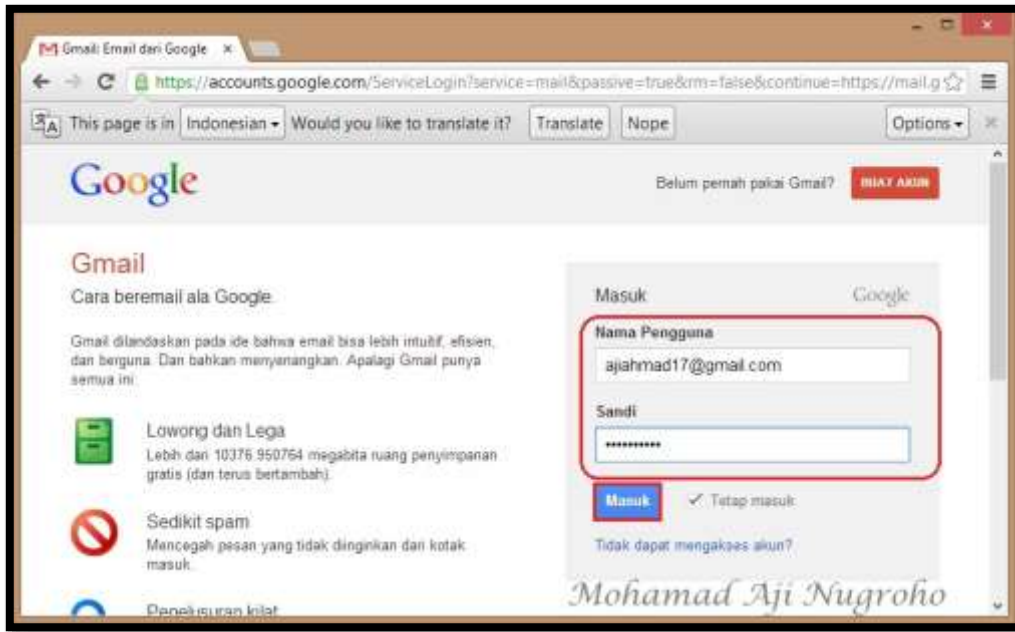 Gmail: Email dari Google
https://accounts.google.com/ServiceLogin?service=mail&passive=true&rm=false&continue=https://mail.g
This page is in Indonesian Would you like to translate it? Translate Nope Options
Google
Belum pernah pakai Gmail? BUAT AKUN
Gmail
Cara beremail ala Google.
Gmail dilandaskan pada ide bahwa email bisa lebih intuitif, efisien,
dan berguna. Dan bahkan menyenangkan. Apalagi Gmail punya
semua ini:
Lowong dan Lega
Lebih dari 10376.950764 megabita ruang penyimpanan
gratis (dan terus bertambah).
Sedikit spam
Mencegah pesan yang tidak diinginkan dari kotak
masuk.
Penelusuran kilat
Masuk Google
Nama Pengguna
ajiahmad17@gmail.com
Sandi
••••••••••
Masuk Tetap masuk
Tidak dapat mengakses akun?
Mohamad Aji Nugroho